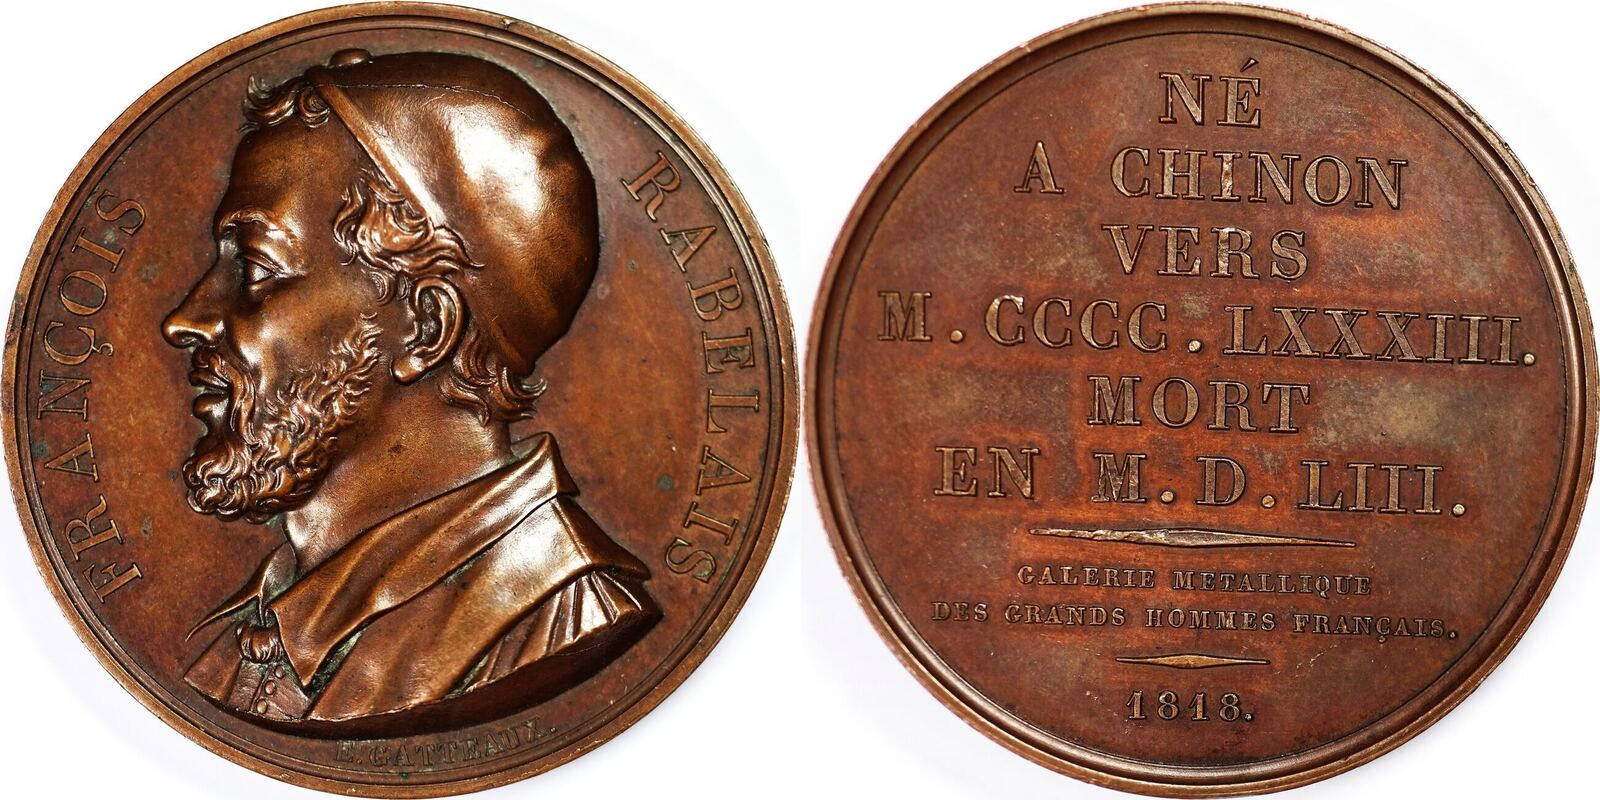 FRANÇOIS RABELAIS
E. GATTEAUX.
NÉ
A CHINON
VERS
M. CCCC. LXXXIII.
MORT
EN M. D. LIII.
GALERIE METALLIQUE
DES GRANDS HOMMES FRANÇAIS.
1818.